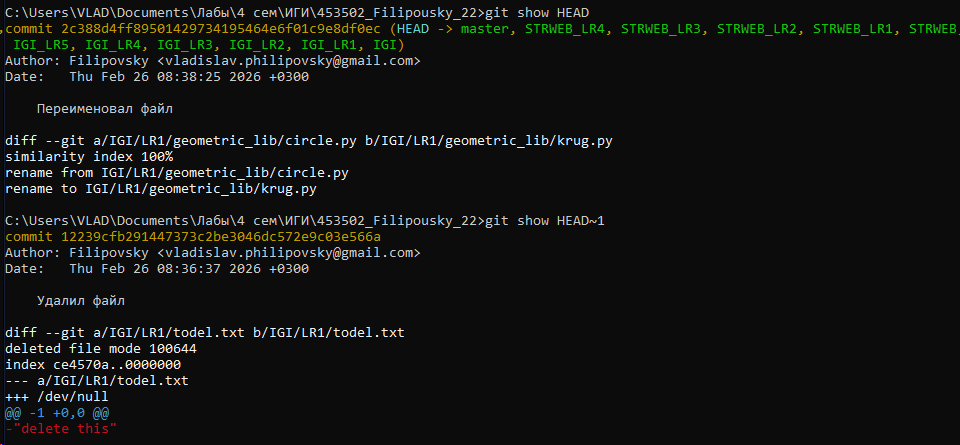 C:\Users\VLAD\Documents\Лабы\4 сем\ИГИ\453502_Filipousky_22>git show HEAD
commit 2c388d4ff89501429734195464e6f01c9e8df0ec (HEAD -> master, STRWEB_LR4, STRWEB_LR3, STRWEB_LR2, STRWEB_LR1, STRWEB,
IGI_LR5, IGI_LR4, IGI_LR3, IGI_LR2, IGI_LR1, IGI)
Author: Filipovsky <vladislav.philipovsky@gmail.com>
Date:   Thu Feb 26 08:38:25 2026 +0300
Переименовал файл
diff --git a/IGI/LR1/geometric_lib/circle.py b/IGI/LR1/geometric_lib/krug.py
similarity index 100%
rename from IGI/LR1/geometric_lib/circle.py
rename to IGI/LR1/geometric_lib/krug.py
C:\Users\VLAD\Documents\Лабы\4 сем\ИГИ\453502_Filipousky_22>git show HEAD~1
commit 12239cfb291447373c2be3046dc572e9c03e566a
Author: Filipovsky <vladislav.philipovsky@gmail.com>
Date:   Thu Feb 26 08:36:37 2026 +0300
Удалил файл
diff --git a/IGI/LR1/todel.txt b/IGI/LR1/todel.txt
deleted file mode 100644
index ce4570a..0000000
--- a/IGI/LR1/todel.txt
+++ /dev/null
@@ -1 +0,0 @@
-"delete this"